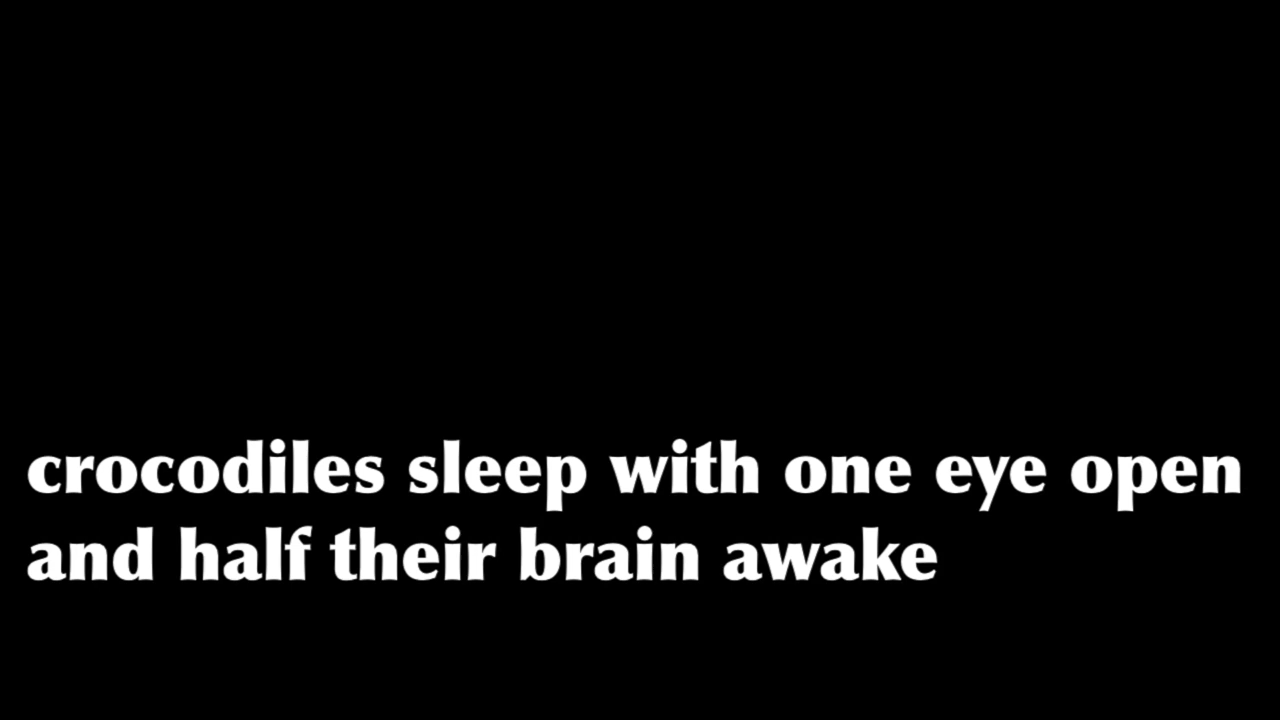 crocodiles sleep with one eye open
and half their brain awake